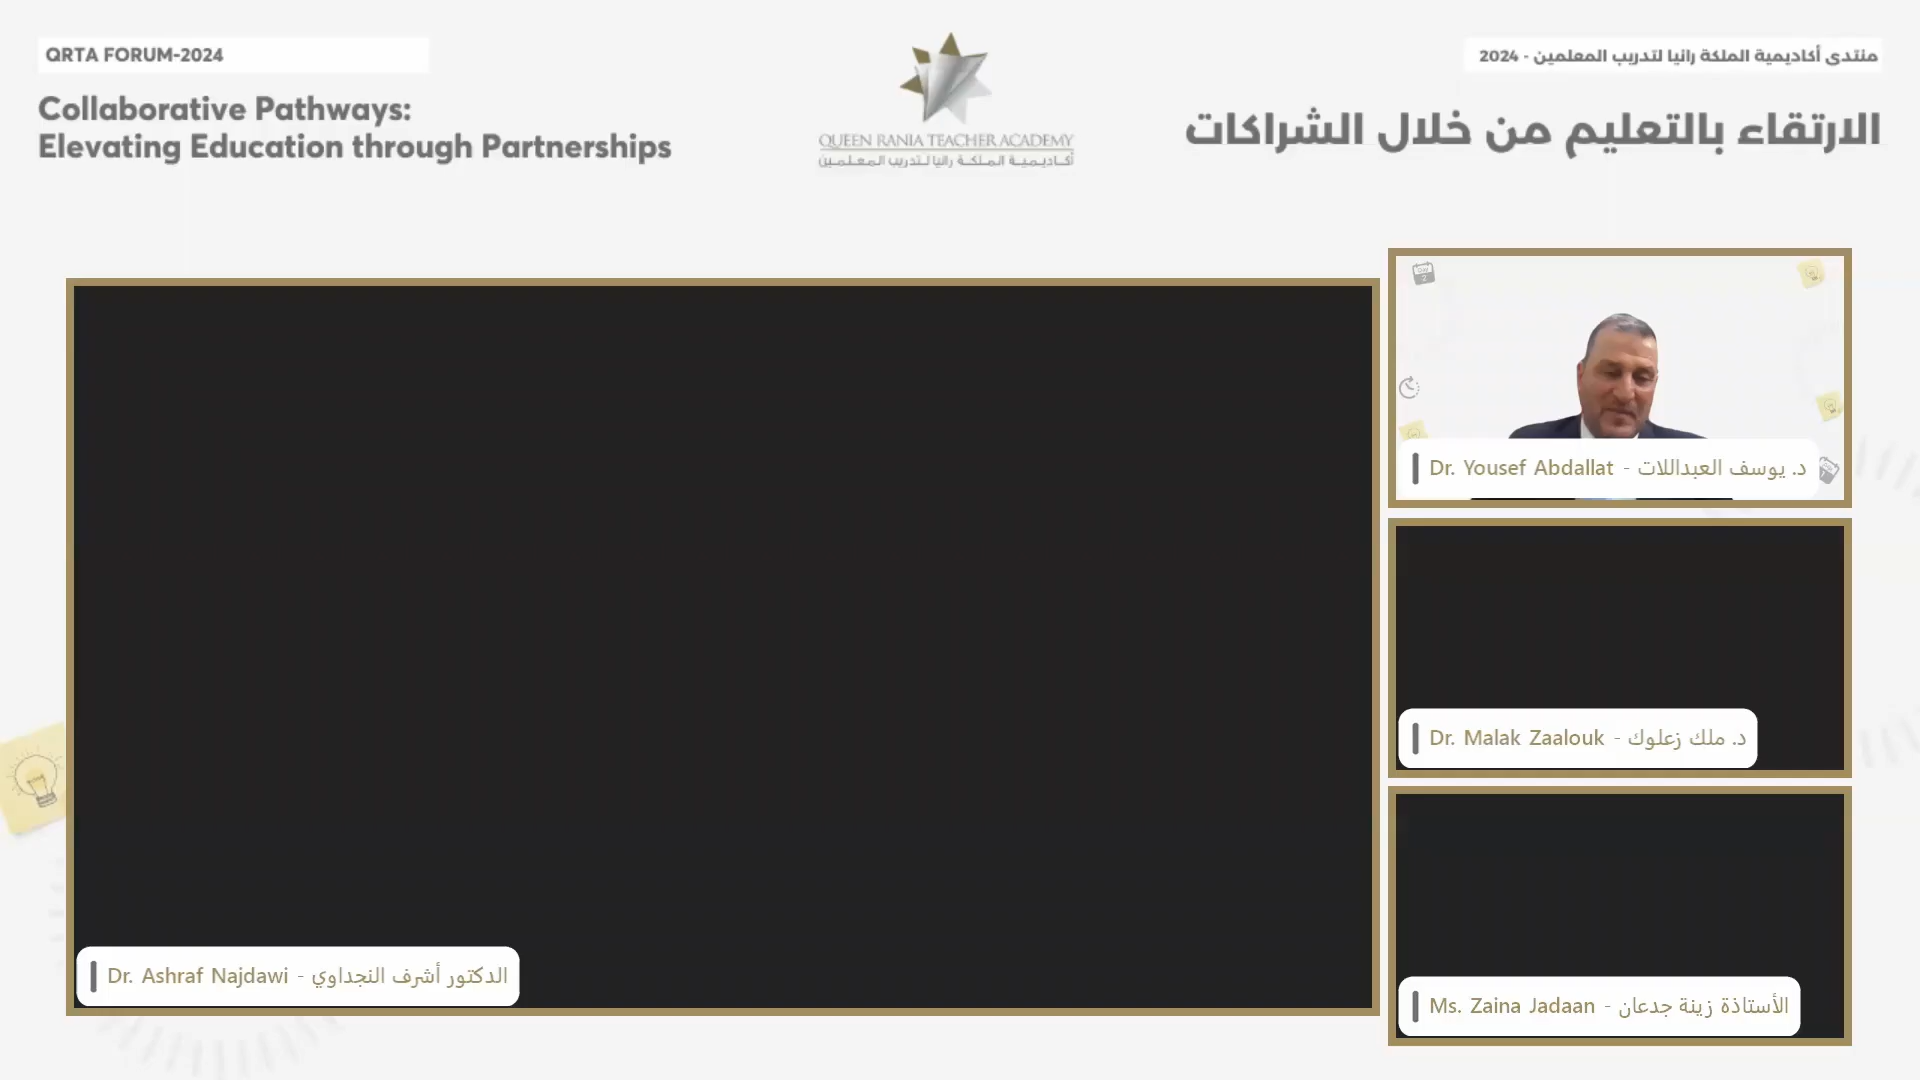 QRTA FORUM-2024
Collaborative Pathways:
Elevating Education through Partnerships
QUEEN RANIA TEACHER ACADEMY
أكاديمية الملكة رانيا لتدريب المعلمين
منتدى أكاديمية الملكة رانيا لتدريب المعلمين - 2024
الارتقاء بالتعليم من خلال الشراكات
Dr. Yousef Abdallat - د. يوسف العبداللات
Dr. Malak Zaalouk - د. ملك زعلوك
Dr. Ashraf Najdawi - الدكتور أشرف النجداوي
Ms. Zaina Jadaan - الأستاذة زينة جدعان